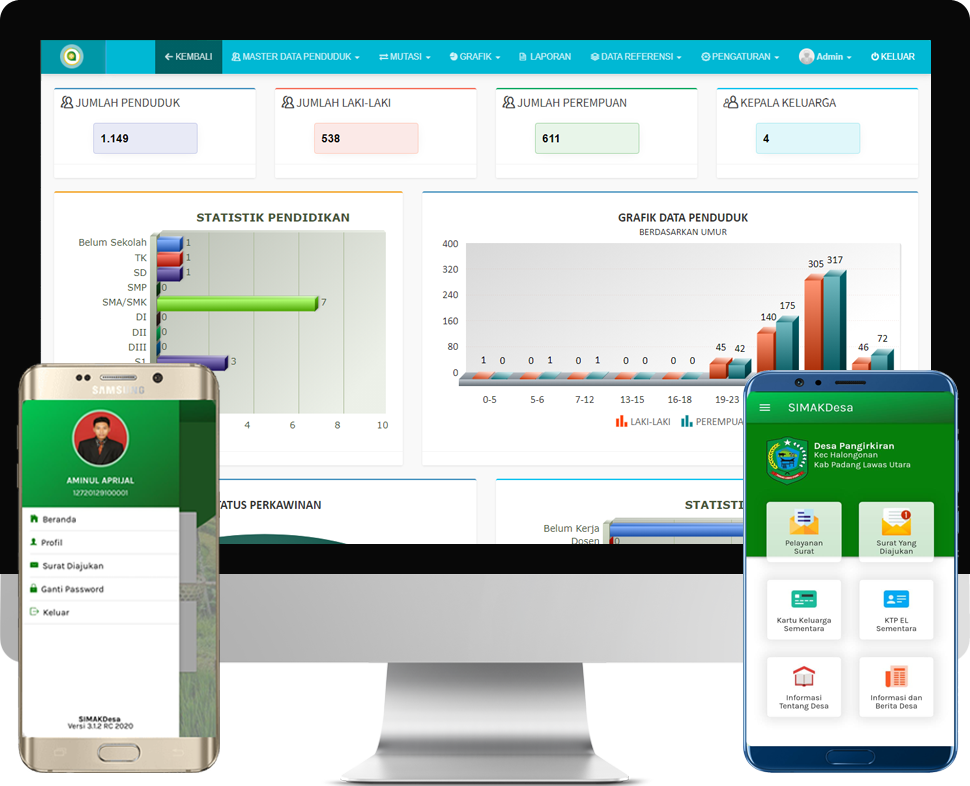 KEMBALI
MASTER DATA PENDUDUK
MUTASI
GRAFIK
LAPORAN
DATA REFERENSI
PENGATURAN
Admin
KELUAR
JUMLAH PENDUDUK
1.149
JUMLAH LAKI-LAKI
538
JUMLAH PEREMPUAN
611
KEPALA KELUARGA
4
STATISTIK PENDIDIKAN
Belum Sekolah 1
TK 1
SD 1
SMP 0
SMA/SMK 7
DI 0
DII 0
DIII 0
S1 3
4 6 8 10
GRAFIK DATA PENDUDUK
BERDASARKAN UMUR
400
320
240
160
80
0
1 0 0 1 0 1 0 0 0 0 45 42 140 175 305 317 46 72
0-5 5-6 7-12 13-15 16-18 19-23
LAKI-LAKI PEREMPUA
ATUS PERKAWINAN
STATISTI
Belum Kerja
Dosen 0
SAMSUNG
AMINUL APRIJAL
12720129100001
Beranda
Profil
Surat Diajukan
Ganti Password
Keluar
SIMAKDesa
Versi 3.1.2 RC 2020
SIMAKDesa
Desa Pangirkiran
Kec Halongonan
Kab Padang Lawas Utara
Pelayanan
Surat
1
Surat Yang
Diajukan
Kartu Keluarga
Sementara
KTP EL
Sementara
Informasi
Tentang Desa
Informasi dan
Berita Desa